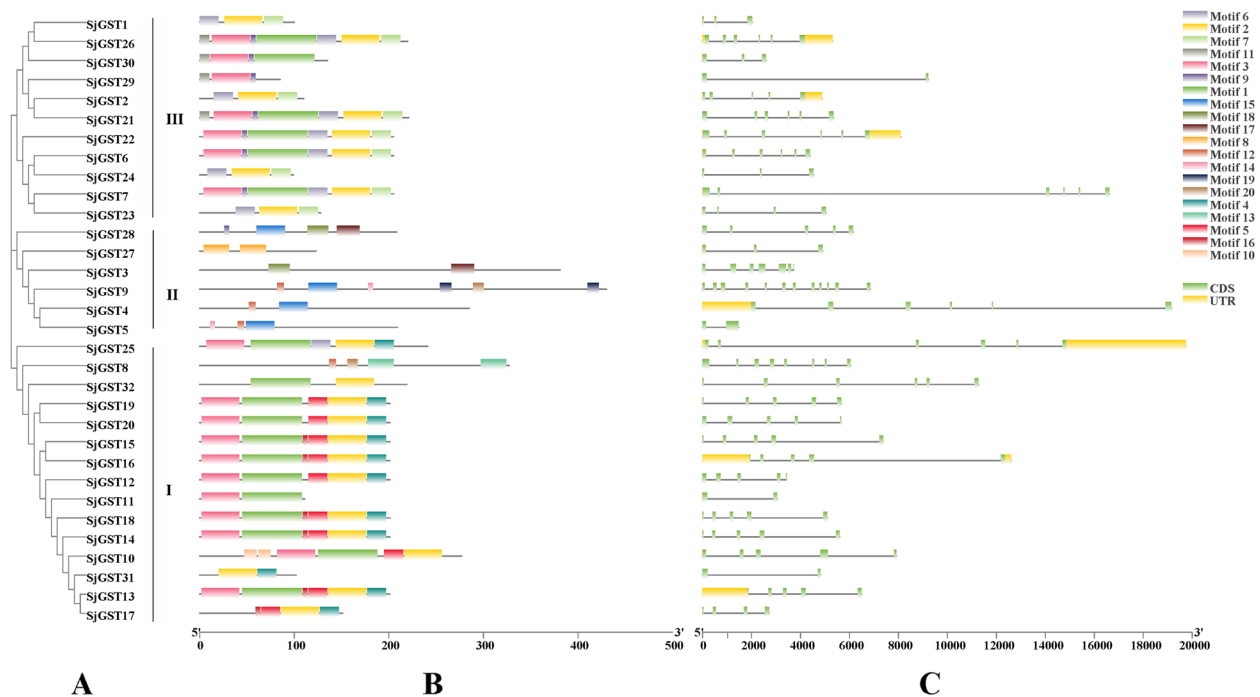 SjGST1
SjGST26
SjGST30
SjGST29
SjGST2
SjGST21
SjGST22
SjGST6
SjGST24
SjGST7
SjGST23
SjGST28
SjGST27
SjGST3
SjGST9
SjGST4
SjGST5
SjGST25
SjGST8
SjGST32
SjGST19
SjGST20
SjGST15
SjGST16
SjGST12
SjGST11
SjGST18
SjGST14
SjGST10
SjGST31
SjGST13
SjGST17
III
II
I
5' 3'
0 100 200 300 400 500
5' 3'
0 2000 4000 6000 8000 10000 12000 14000 16000 18000 20000
Motif 6
Motif 2
Motif 7
Motif 11
Motif 3
Motif 9
Motif 1
Motif 15
Motif 18
Motif 17
Motif 8
Motif 12
Motif 14
Motif 19
Motif 20
Motif 4
Motif 13
Motif 5
Motif 16
Motif 10
CDS
UTR
A B C